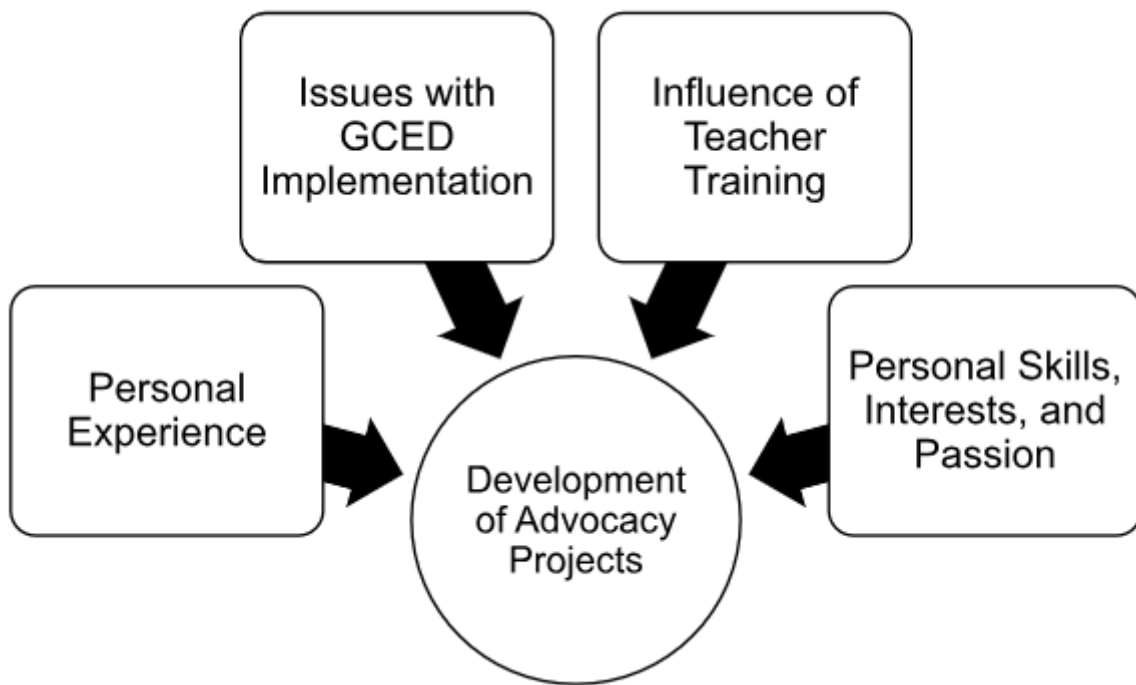 Issues with
GCED
Implementation
Influence of
Teacher
Training
Personal
Experience
Personal Skills,
Interests, and
Passion
Development
of Advocacy
Projects